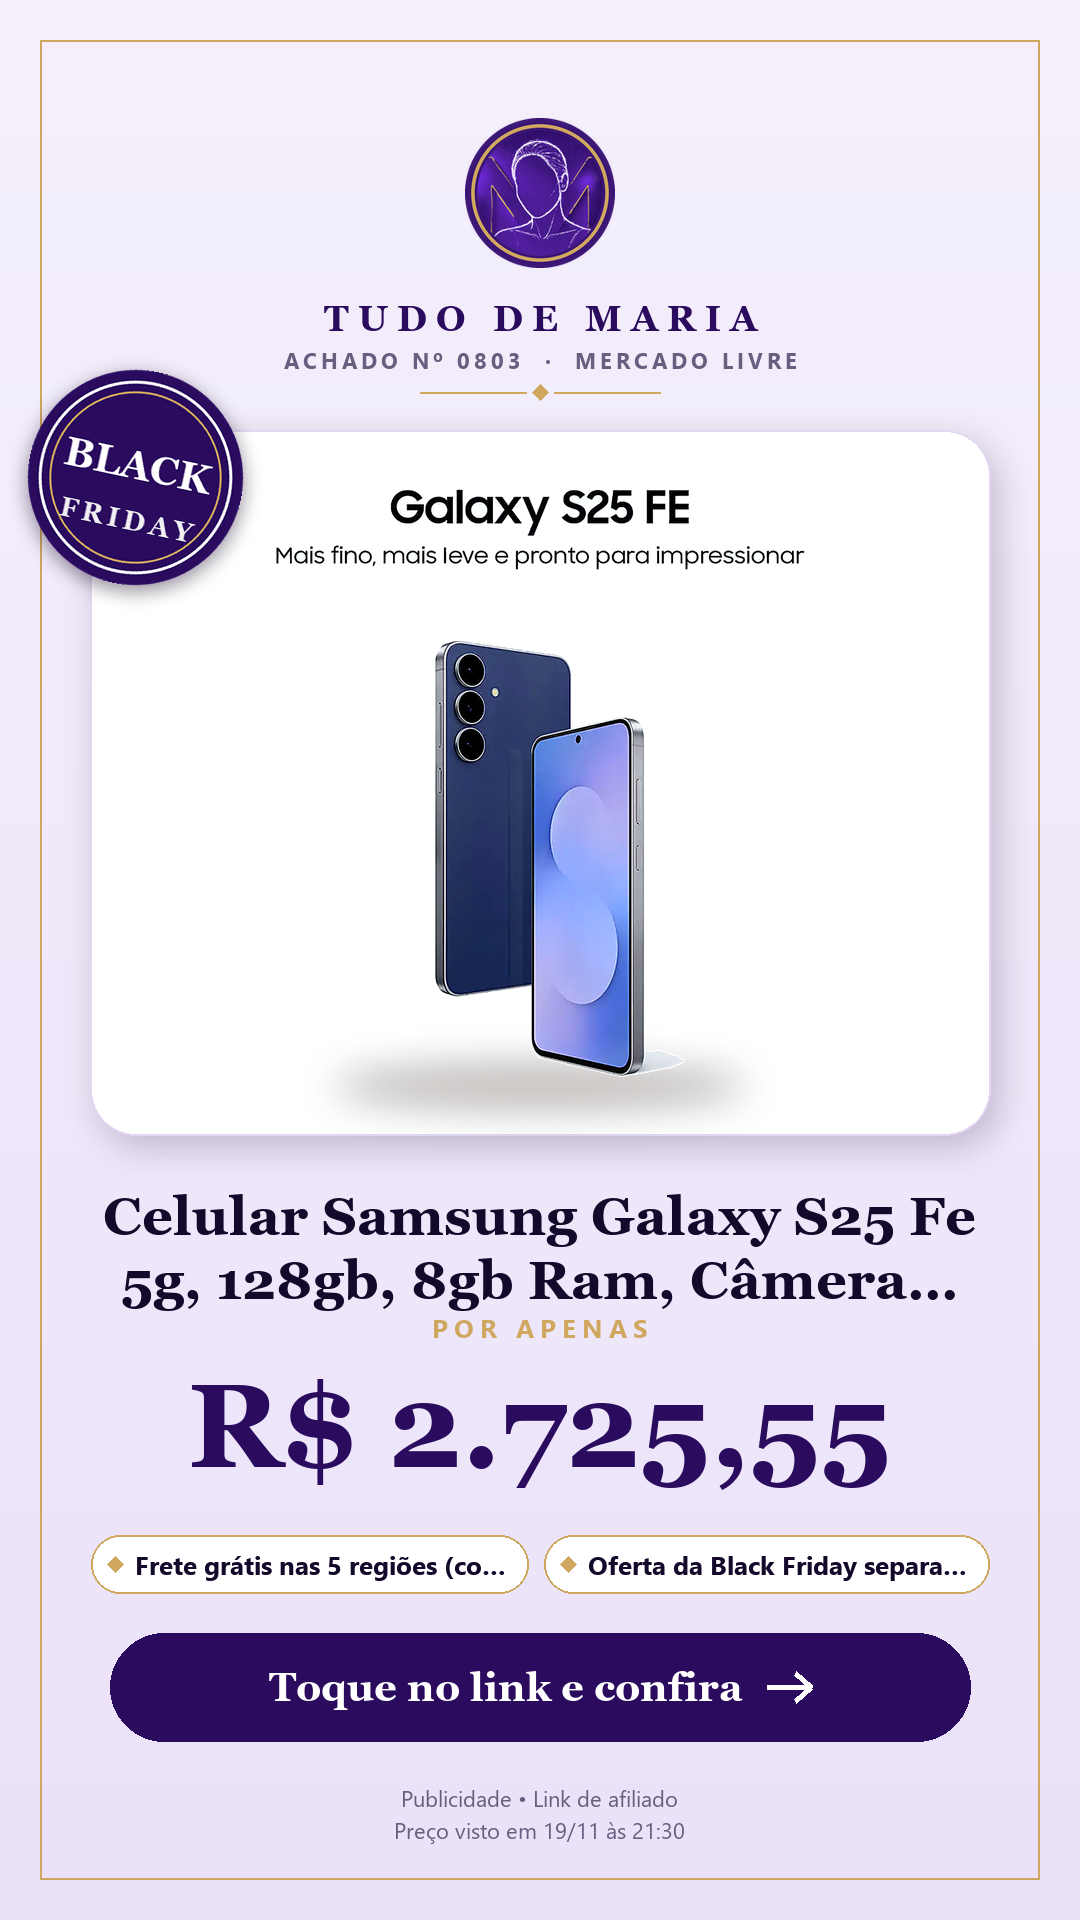 TUDO DE MARIA
ACHADO Nº 0803 · MERCADO LIVRE
BLACK
FRIDAY
Galaxy S25 FE
Mais fino, mais leve e pronto para impressionar
Celular Samsung Galaxy S25 Fe
5g, 128gb, 8gb Ram, Câmera...
POR APENAS
R$ 2.725,55
Frete grátis nas 5 regiões (co...
Oferta da Black Friday separa...
Toque no link e confira →
Publicidade • Link de afiliado
Preço visto em 19/11 às 21:30